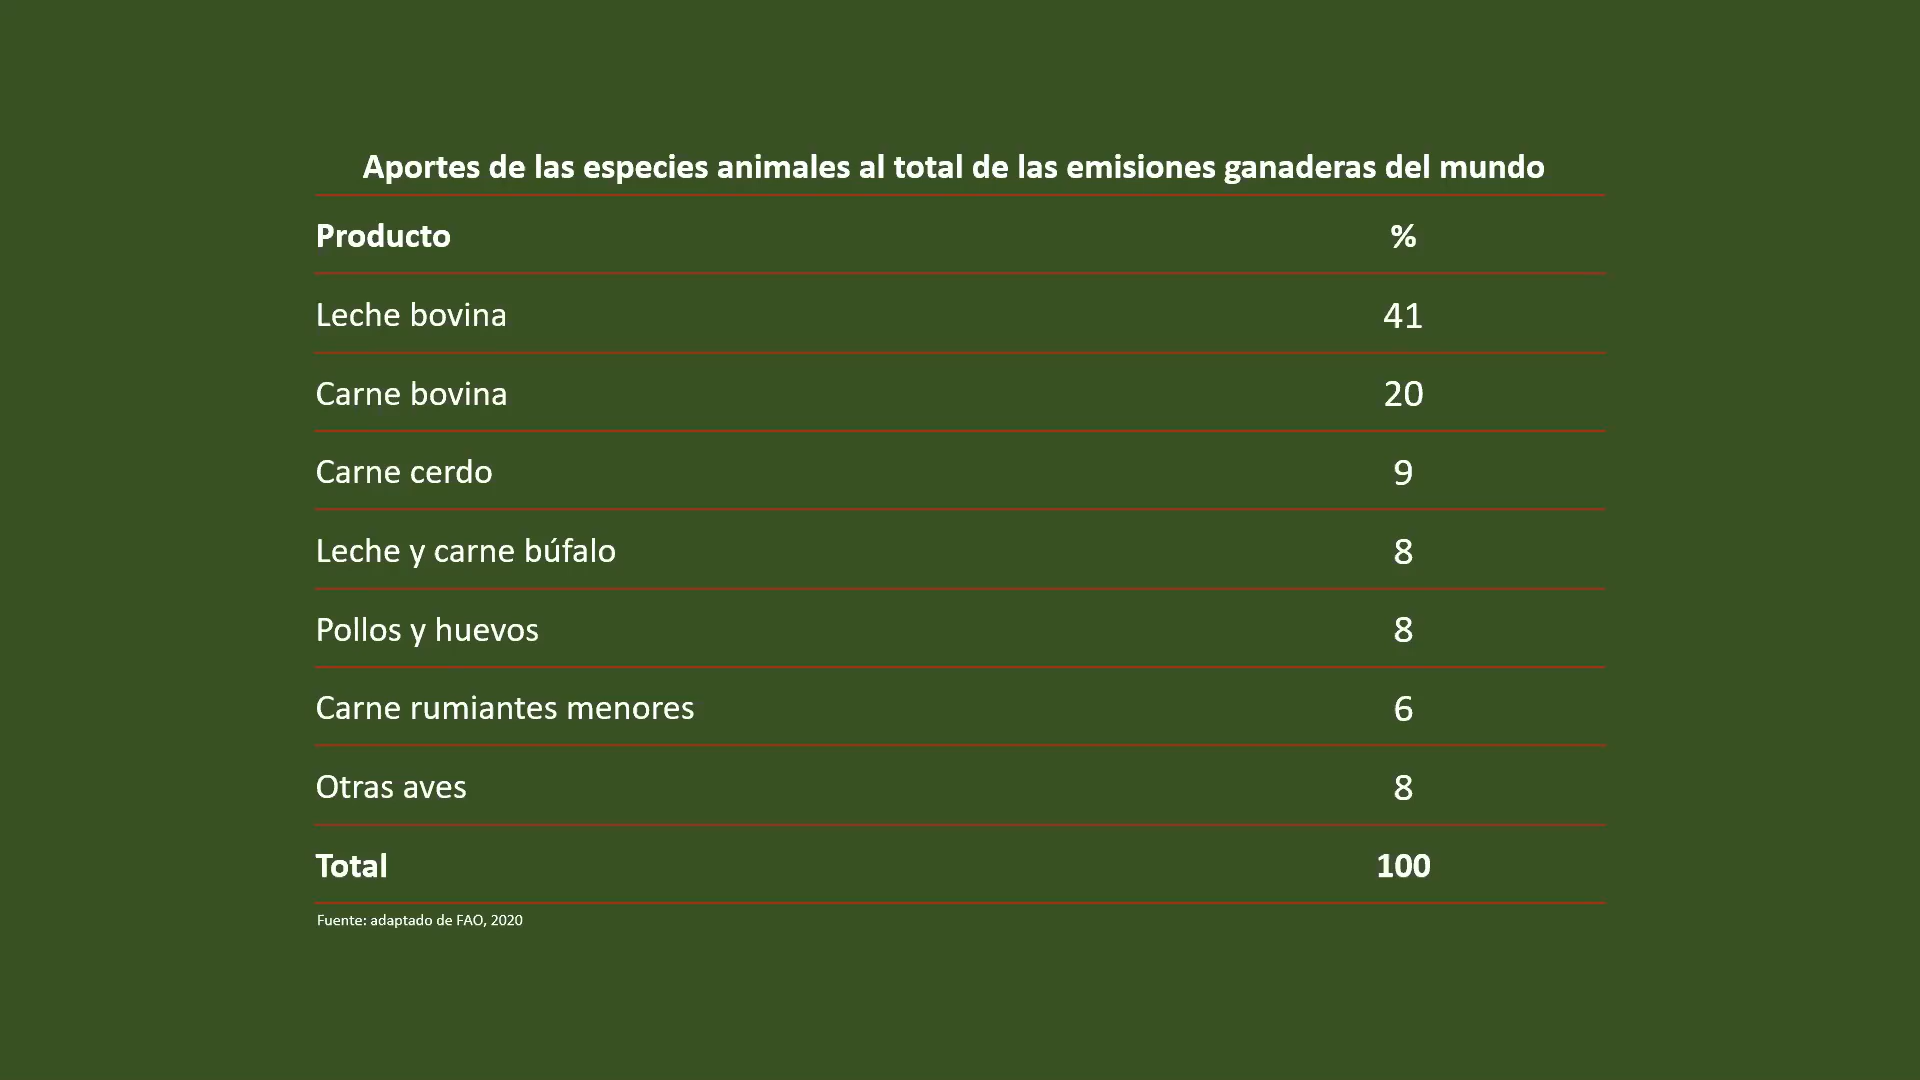 Aportes de las especies animales al total de las emisiones ganaderas del mundo
Producto %
Leche bovina 41
Carne bovina 20
Carne cerdo 9
Leche y carne búfalo 8
Pollos y huevos 8
Carne rumiantes menores 6
Otras aves 8
Total 100
Fuente: adaptado de FAO, 2020